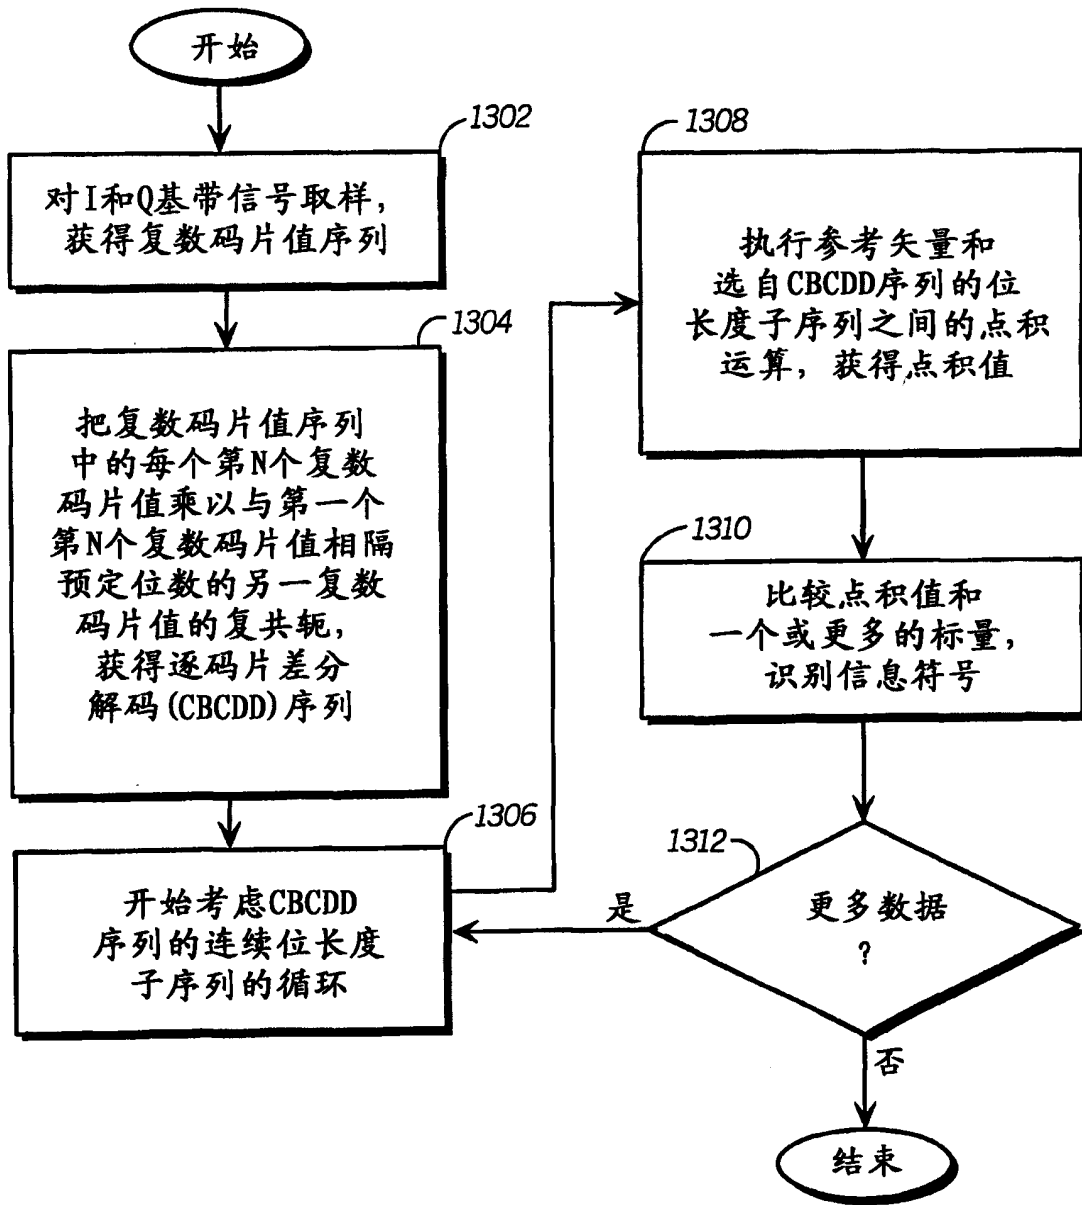 开始
1302
对I和Q基带信号取样，
获得复数码片值序列
1304
把复数码片值序列
中的每个第N个复数
码片值乘以与第一个
第N个复数码片值相隔
预定位数的另一复数
码片值的复共轭，
获得逐码片差分
解码(CBCDD)序列
1306
开始考虑CBCDD
序列的连续位长度
子序列的循环
1308
执行参考矢量和
选自CBCDD序列的位
长度子序列之间的点积
运算，获得点积值
1310
比较点积值和
一个或更多的标量，
识别信息符号
1312
更多数据
?
是
否
结束